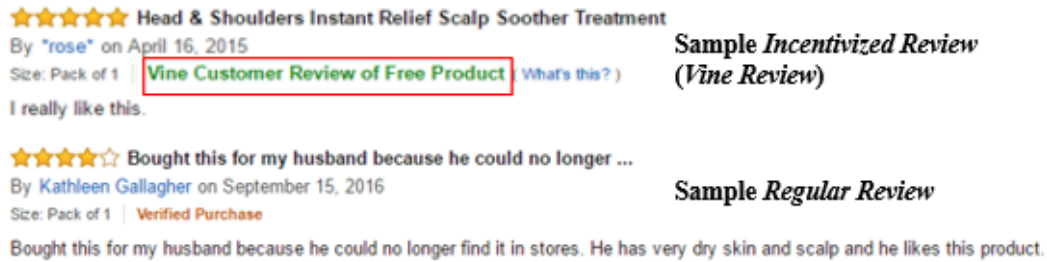 Head & Shoulders Instant Relief Scalp Soother Treatment
By *rose* on April 16, 2015
Size: Pack of 1 | Vine Customer Review of Free Product ( What's this? )
I really like this.
Sample Incentivized Review
(Vine Review)
Bought this for my husband because he could no longer ...
By Kathleen Gallagher on September 15, 2016
Size: Pack of 1 | Verified Purchase
Sample Regular Review
Bought this for my husband because he could no longer find it in stores. He has very dry skin and scalp and he likes this product.